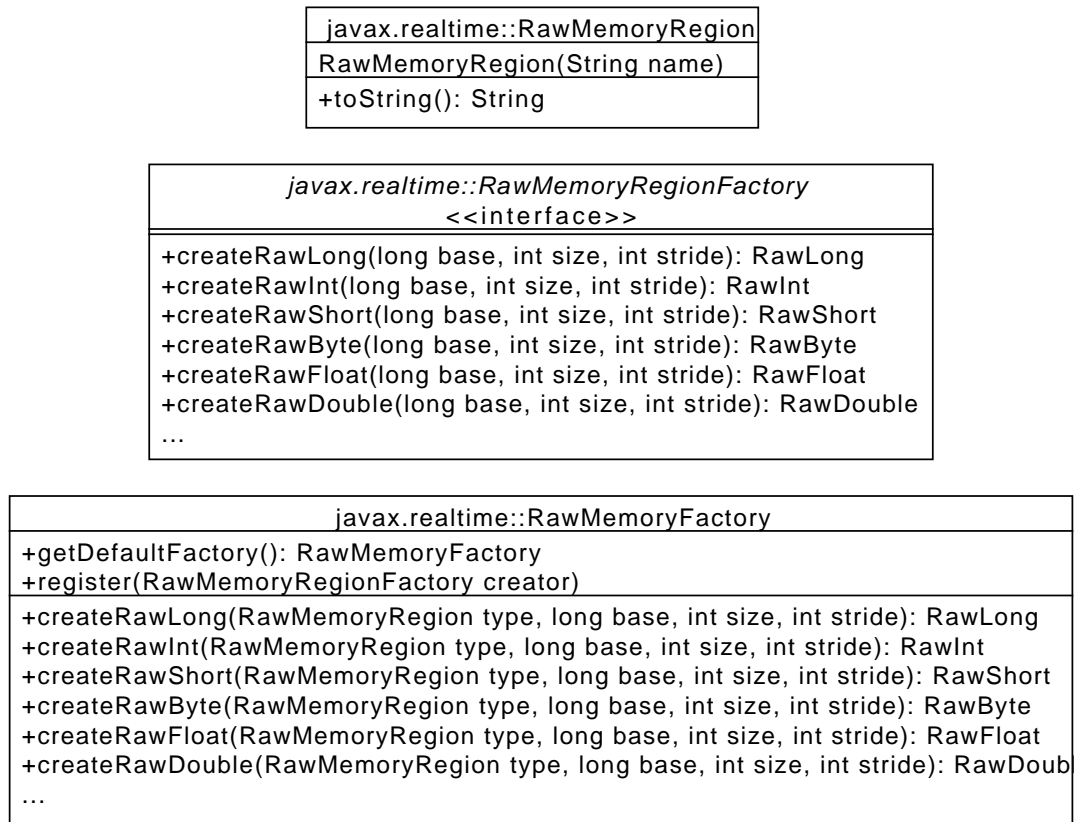 javax.realtime::RawMemoryRegion
RawMemoryRegion(String name)
+toString(): String
javax.realtime::RawMemoryRegionFactory
<<interface>>
+createRawLong(long base, int size, int stride): RawLong
+createRawInt(long base, int size, int stride): RawInt
+createRawShort(long base, int size, int stride): RawShort
+createRawByte(long base, int size, int stride): RawByte
+createRawFloat(long base, int size, int stride): RawFloat
+createRawDouble(long base, int size, int stride): RawDouble
...
javax.realtime::RawMemoryFactory
+getDefaultFactory(): RawMemoryFactory
+register(RawMemoryRegionFactory creator)
+createRawLong(RawMemoryRegion type, long base, int size, int stride): RawLong
+createRawInt(RawMemoryRegion type, long base, int size, int stride): RawInt
+createRawShort(RawMemoryRegion type, long base, int size, int stride): RawShort
+createRawByte(RawMemoryRegion type, long base, int size, int stride): RawByte
+createRawFloat(RawMemoryRegion type, long base, int size, int stride): RawFloat
+createRawDouble(RawMemoryRegion type, long base, int size, int stride): RawDoubl
...